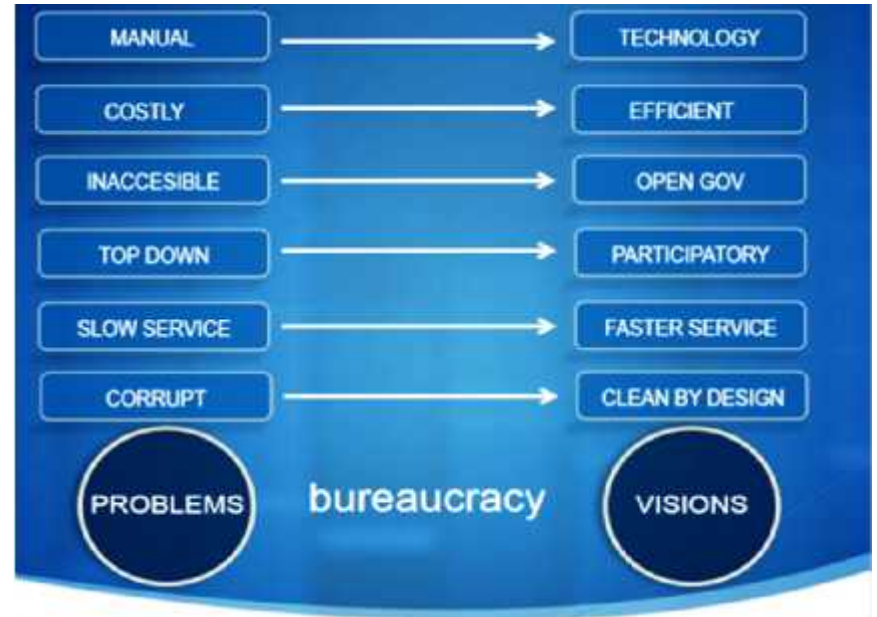 MANUAL TECHNOLOGY
COSTLY EFFICIENT
INACCESIBLE OPEN GOV
TOP DOWN PARTICIPATORY
SLOW SERVICE FASTER SERVICE
CORRUPT CLEAN BY DESIGN
PROBLEMS bureaucracy VISIONS